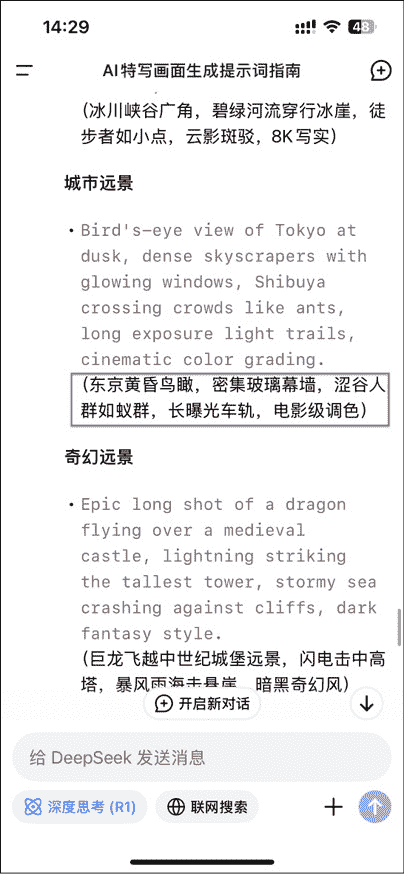 14:29
48
AI特写画面生成提示词指南
（冰川峡谷广角，碧绿河流穿行冰崖，徒
步者如小点，云影斑驳，8K写实）
城市远景
• Bird's-eye view of Tokyo at
dusk, dense skyscrapers with
glowing windows, Shibuya
crossing crowds like ants,
long exposure light trails,
cinematic color grading.
（东京黄昏鸟瞰，密集玻璃幕墙，涩谷人
群如蚁群，长曝光车轨，电影级调色）
奇幻远景
• Epic long shot of a dragon
flying over a medieval
castle, lightning striking
the tallest tower, stormy sea
crashing against cliffs, dark
fantasy style.
（巨龙飞越中世纪城堡远景，闪电击中高
塔，暴风雨海击悬崖，暗黑奇幻风）
开启新对话
给 DeepSeek 发送消息
深度思考 (R1)
联网搜索